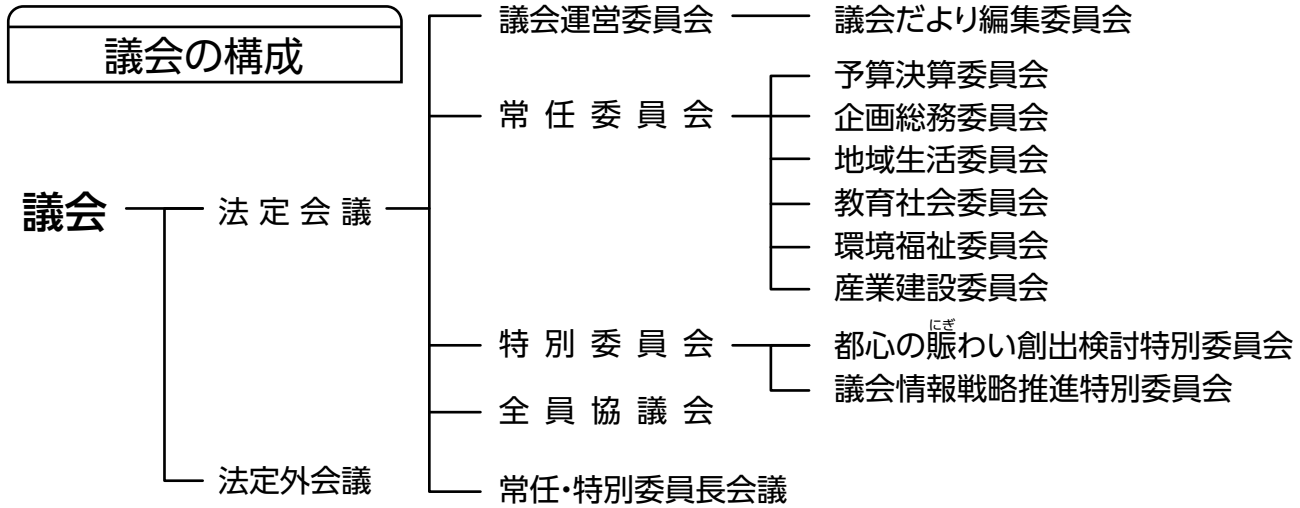 議会の構成
議会
法定会議
法定外会議
議会運営委員会
議会だより編集委員会
常任委員会
予算決算委員会
企画総務委員会
地域生活委員会
教育社会委員会
環境福祉委員会
産業建設委員会
特別委員会
にぎ
都心の賑わい創出検討特別委員会
議会情報戦略推進特別委員会
全員協議会
常任・特別委員長会議